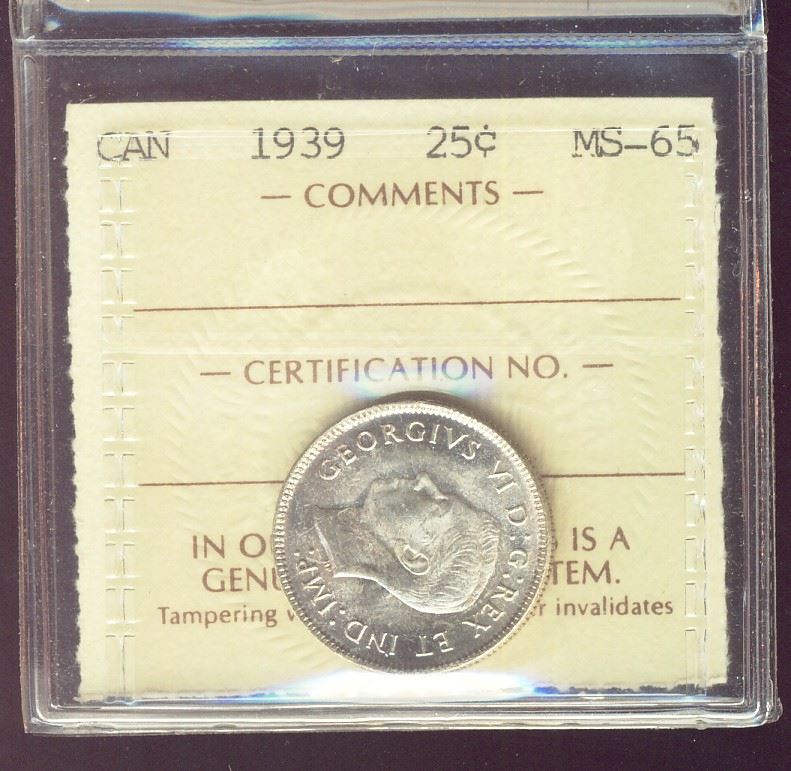 CAN 1939 25¢ MS-65
— COMMENTS —
— CERTIFICATION NO. —
GEORGIVS VI D:G:REX ET IND:IMP:
IN O IS A
GENU TEM.
Tampering w r invalidates